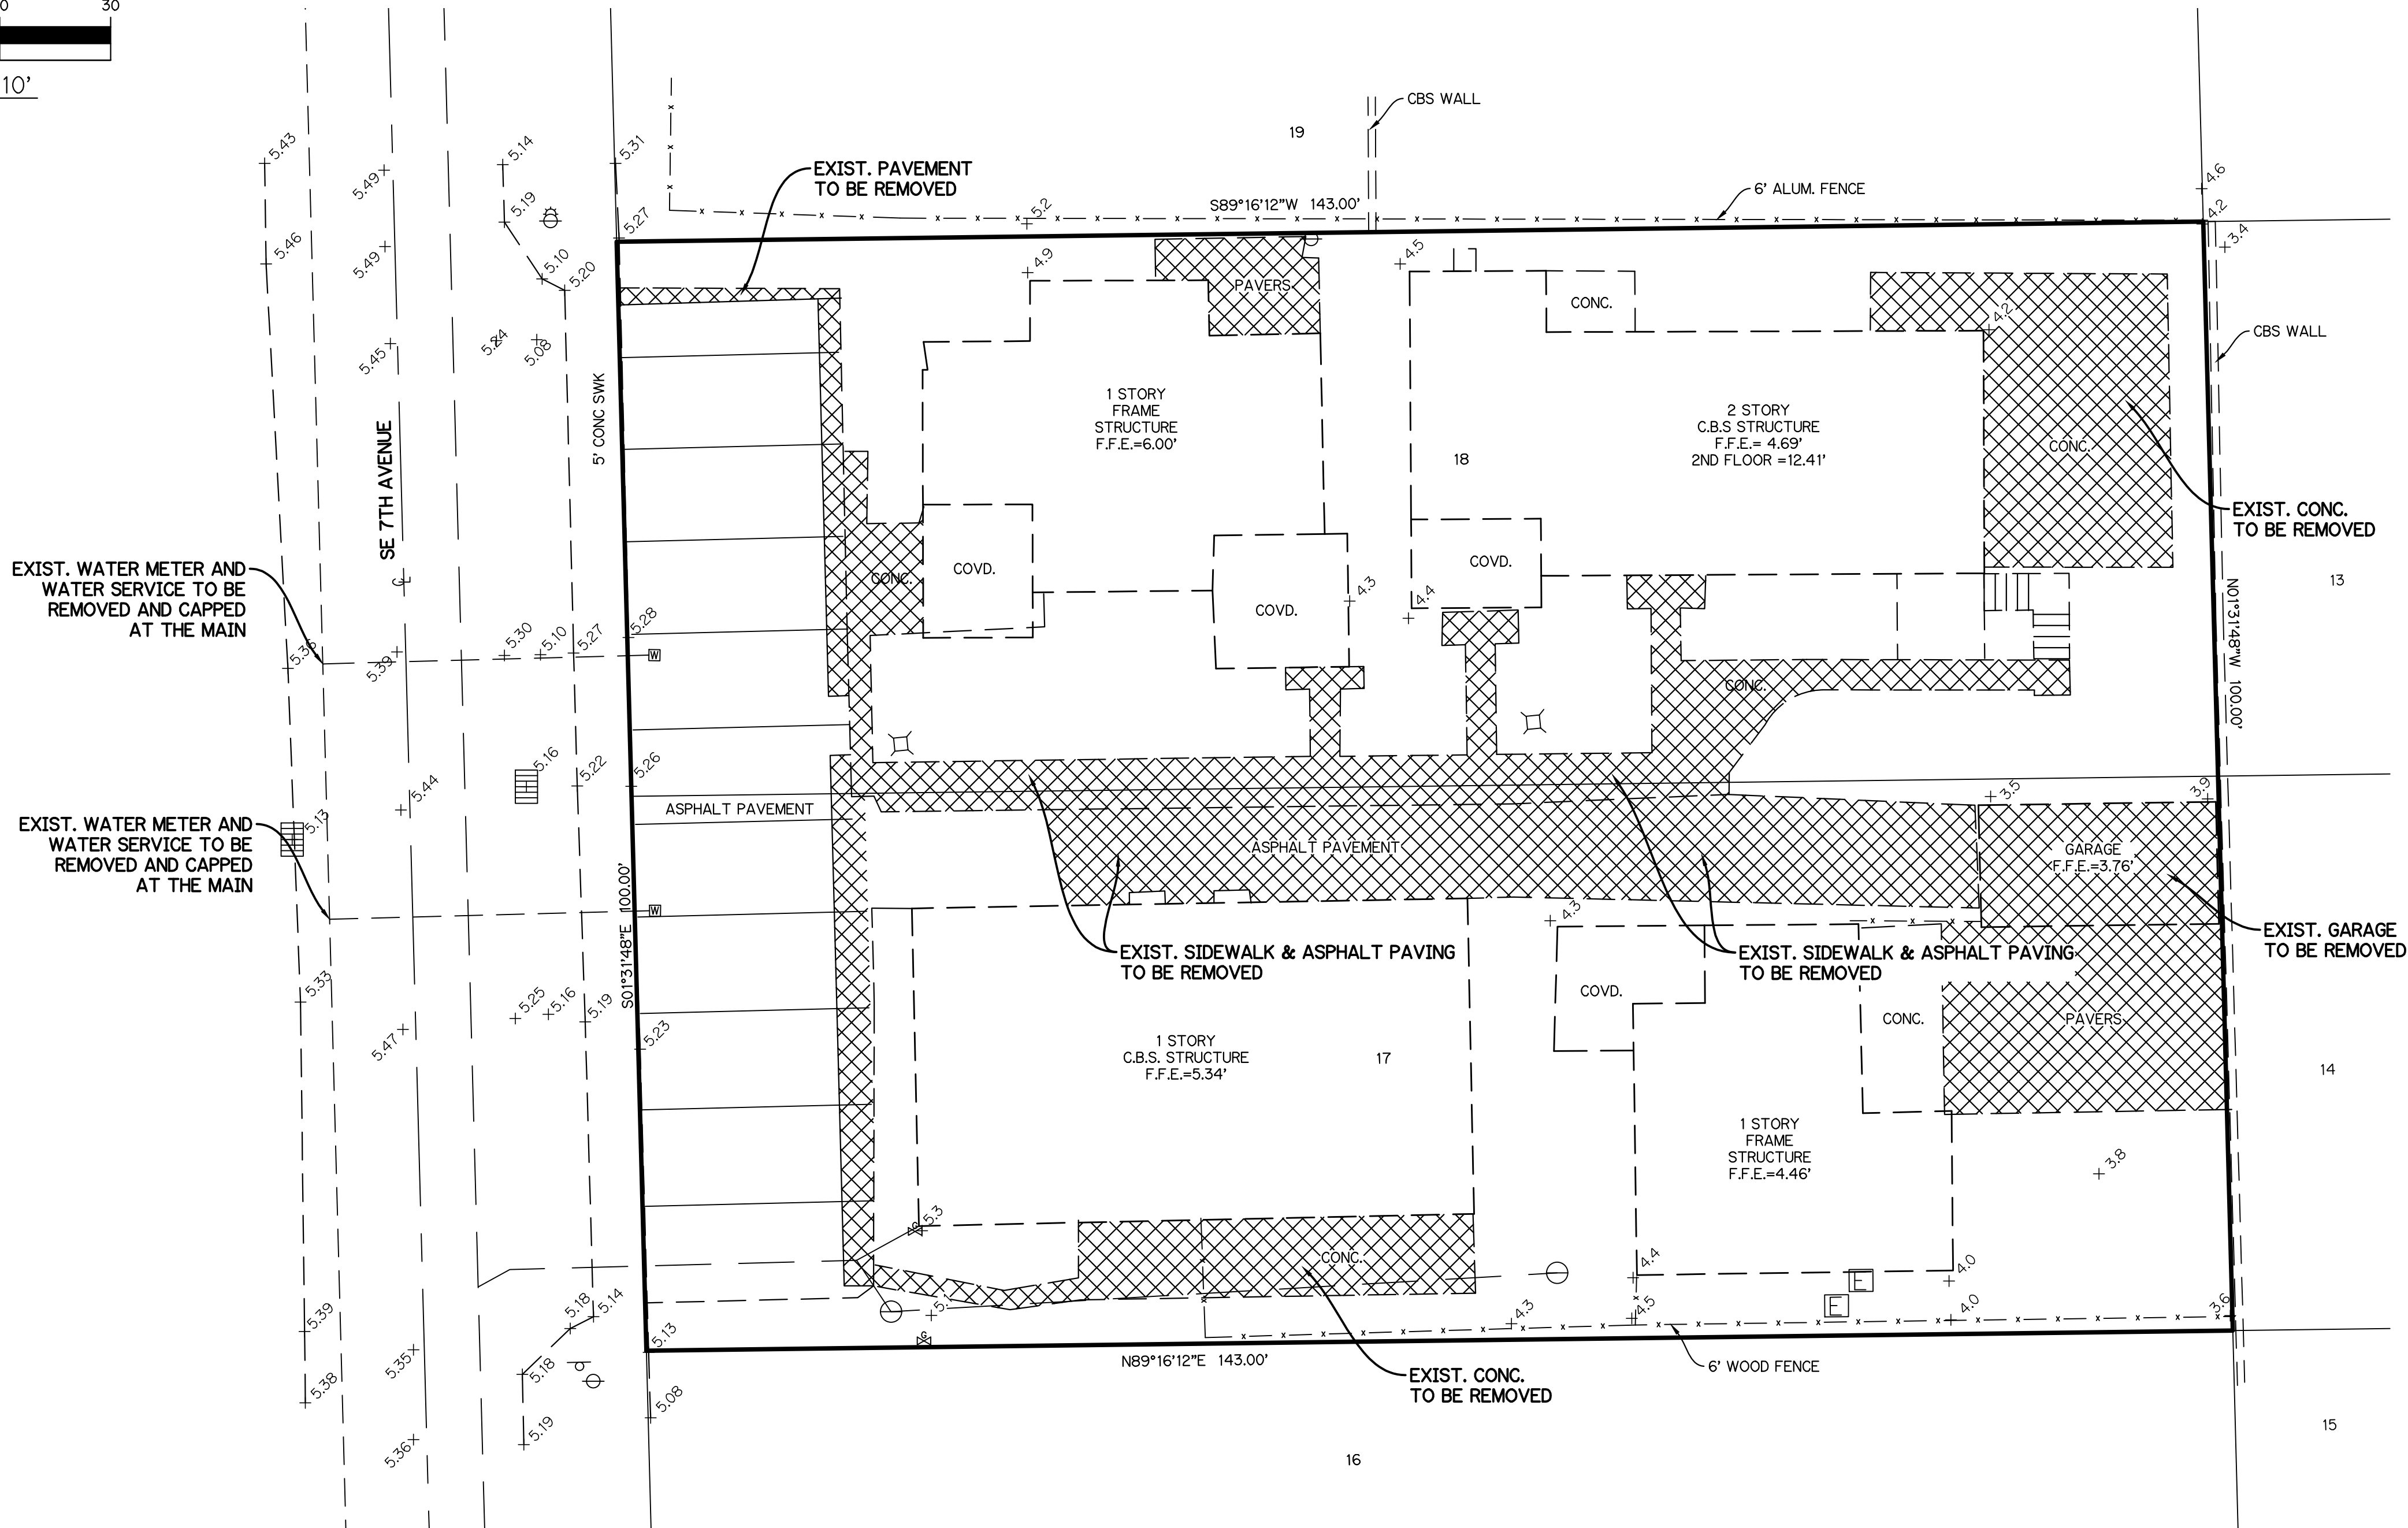 0 30
10'
19
CBS WALL
EXIST. PAVEMENT
TO BE REMOVED
6' ALUM. FENCE
S89°16'12"W 143.00'
5.43
5.49
5.14
5.31
5.2
4.6
5.19
5.27
4.2
3.4
5.46
5.49
5.10
5.20
4.9
4.5
PAVERS
CONC.
4.2
5.45
5.24
5.08
CBS WALL
5' CONC SWK
1 STORY
FRAME
STRUCTURE
F.F.E.=6.00'
2 STORY
C.B.S STRUCTURE
F.F.E.= 4.69'
2ND FLOOR =12.41'
18
CONC.
SE 7TH AVENUE
EXIST. CONC.
TO BE REMOVED
EXIST. WATER METER AND
WATER SERVICE TO BE
REMOVED AND CAPPED
AT THE MAIN
CONC.
COVD.
COVD.
COVD.
4.3
4.4
13
N01°31'48"W 100.00'
5.36
5.39
5.30
5.10
5.27
5.28
W
CONC.
5.16
5.22
5.26
5.44
5.13
ASPHALT PAVEMENT
3.5
3.9
EXIST. WATER METER AND
WATER SERVICE TO BE
REMOVED AND CAPPED
AT THE MAIN
ASPHALT PAVEMENT
GARAGE
F.F.E.=3.76'
W
S01°31'48"E 100.00'
4.3
EXIST. SIDEWALK & ASPHALT PAVING
TO BE REMOVED
EXIST. SIDEWALK & ASPHALT PAVING
TO BE REMOVED
EXIST. GARAGE
TO BE REMOVED
5.33
5.25
5.16
5.19
5.47
5.23
COVD.
CONC.
PAVERS
1 STORY
C.B.S. STRUCTURE
F.F.E.=5.34'
17
14
1 STORY
FRAME
STRUCTURE
F.F.E.=4.46'
3.8
5.3
CONC.
4.4
4.0
E
E
5.39
5.18
5.14
5.1
4.3
4.5
4.0
3.6
5.13
5.35
5.18
N89°16'12"E 143.00'
6' WOOD FENCE
EXIST. CONC.
TO BE REMOVED
5.38
5.08
5.19
5.36
16
15